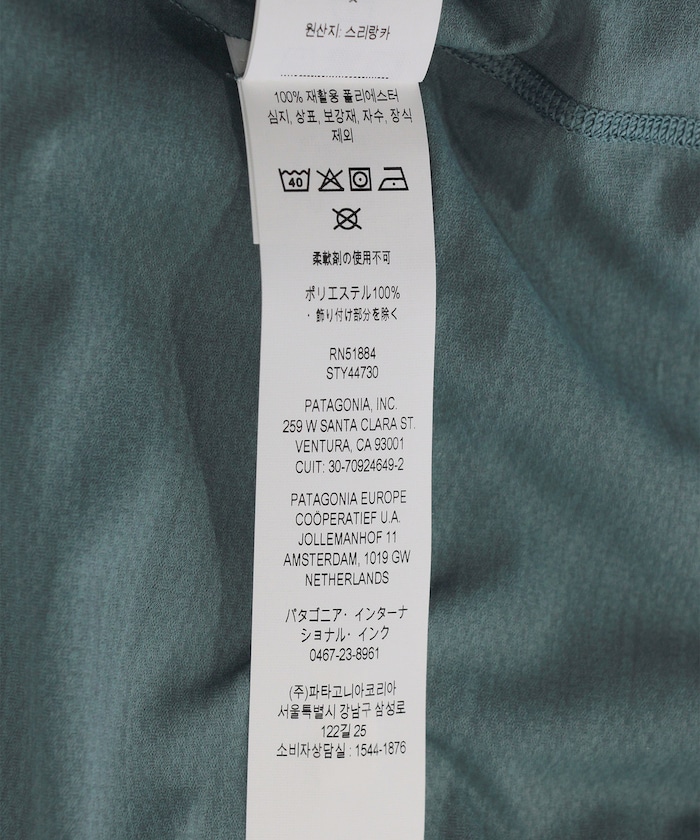 원산지: 스리랑카
100% 재활용 폴리에스터
심지, 상표, 보강재, 자수, 장식
제외
40
柔軟剤の使用不可
ポリエステル100%
・飾り付け部分を除く
RN51884
STY44730
PATAGONIA, INC.
259 W SANTA CLARA ST.
VENTURA, CA 93001
CUIT: 30-70924649-2
PATAGONIA EUROPE
COÖPERATIEF U.A.
JOLLEMANHOF 11
AMSTERDAM, 1019 GW
NETHERLANDS
パタゴニア・インターナ
ショナル・インク
0467-23-8961
(주)파타고니아코리아
서울특별시 강남구 삼성로
122길 25
소비자상담실 : 1544-1876